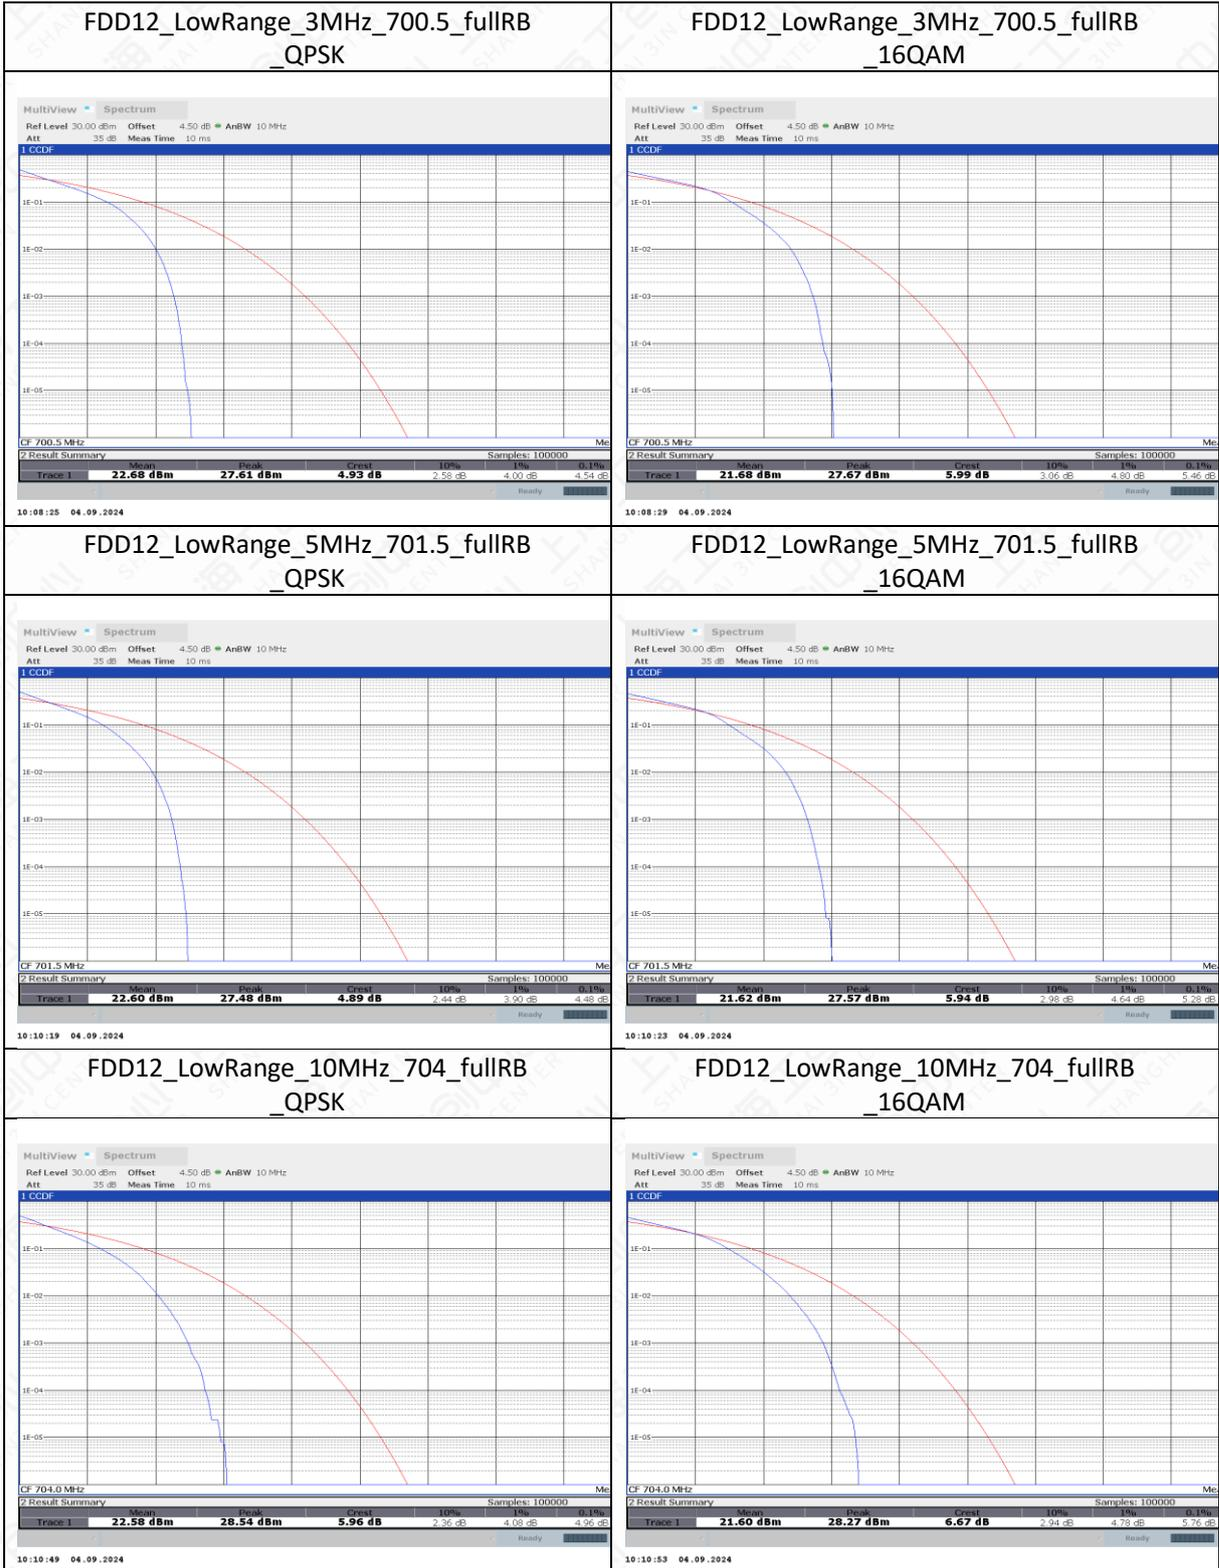 FDD12_LowRange_3MHz_700.5_fullRB
_QPSK
FDD12_LowRange_3MHz_700.5_fullRB
_16QAM
MultiView Spectrum
Ref Level 30.00 dBm Offset 4.50 dB AnBW 10 MHz
Att 35 dB Meas Time 10 ms
1 CCDF
1E-01
1E-02
1E-03
1E-04
1E-05
CF 700.5 MHz Me
2 Result Summary Samples: 100000
Mean Peak Crest 10% 1% 0.1%
Trace 1 22.68 dBm 27.61 dBm 4.93 dB 2.58 dB 4.00 dB 4.54 dB
Ready
10:08:25 04.09.2024
MultiView Spectrum
Ref Level 30.00 dBm Offset 4.50 dB AnBW 10 MHz
Att 35 dB Meas Time 10 ms
1 CCDF
1E-01
1E-02
1E-03
1E-04
1E-05
CF 700.5 MHz Me
2 Result Summary Samples: 100000
Mean Peak Crest 10% 1% 0.1%
Trace 1 21.68 dBm 27.67 dBm 5.99 dB 3.06 dB 4.80 dB 5.46 dB
Ready
10:08:29 04.09.2024
FDD12_LowRange_5MHz_701.5_fullRB
_QPSK
FDD12_LowRange_5MHz_701.5_fullRB
_16QAM
MultiView Spectrum
Ref Level 30.00 dBm Offset 4.50 dB AnBW 10 MHz
Att 35 dB Meas Time 10 ms
1 CCDF
1E-01
1E-02
1E-03
1E-04
1E-05
CF 701.5 MHz Me
2 Result Summary Samples: 100000
Mean Peak Crest 10% 1% 0.1%
Trace 1 22.60 dBm 27.48 dBm 4.89 dB 2.44 dB 3.90 dB 4.48 dB
Ready
10:10:19 04.09.2024
MultiView Spectrum
Ref Level 30.00 dBm Offset 4.50 dB AnBW 10 MHz
Att 35 dB Meas Time 10 ms
1 CCDF
1E-01
1E-02
1E-03
1E-04
1E-05
CF 701.5 MHz Me
2 Result Summary Samples: 100000
Mean Peak Crest 10% 1% 0.1%
Trace 1 21.62 dBm 27.57 dBm 5.94 dB 2.98 dB 4.64 dB 5.28 dB
Ready
10:10:23 04.09.2024
FDD12_LowRange_10MHz_704_fullRB
_QPSK
FDD12_LowRange_10MHz_704_fullRB
_16QAM
MultiView Spectrum
Ref Level 30.00 dBm Offset 4.50 dB AnBW 10 MHz
Att 35 dB Meas Time 10 ms
1 CCDF
1E-01
1E-02
1E-03
1E-04
1E-05
CF 704.0 MHz Me
2 Result Summary Samples: 100000
Mean Peak Crest 10% 1% 0.1%
Trace 1 22.58 dBm 28.54 dBm 5.96 dB 2.36 dB 4.08 dB 4.96 dB
Ready
10:10:49 04.09.2024
MultiView Spectrum
Ref Level 30.00 dBm Offset 4.50 dB AnBW 10 MHz
Att 35 dB Meas Time 10 ms
1 CCDF
1E-01
1E-02
1E-03
1E-04
1E-05
CF 704.0 MHz Me
2 Result Summary Samples: 100000
Mean Peak Crest 10% 1% 0.1%
Trace 1 21.60 dBm 28.27 dBm 6.67 dB 2.94 dB 4.78 dB 5.76 dB
Ready
10:10:53 04.09.2024